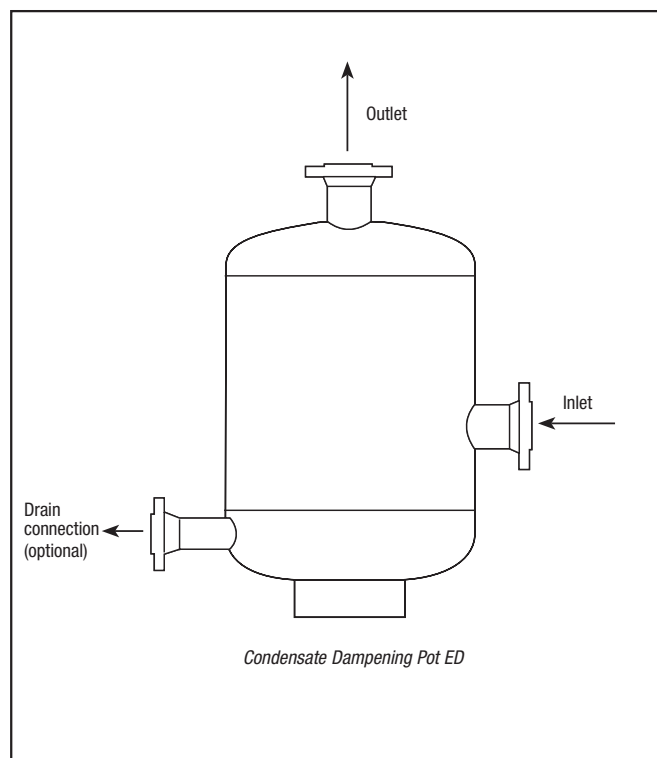 Outlet
Inlet
Drain
connection
(optional)
Condensate Dampening Pot ED